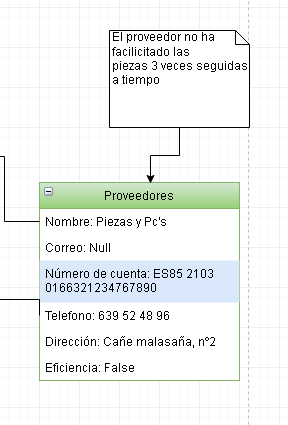 El proveedor no ha
facilicitado las
piezas 3 veces seguidas
a tiempo
Proveedores
Nombre: Piezas y Pc's
Correo: Null
Número de cuenta: ES85 2103
0166321234767890
Telefono: 639 52 48 96
Dirección: Cañe malasaña, nº2
Eficiencia: False